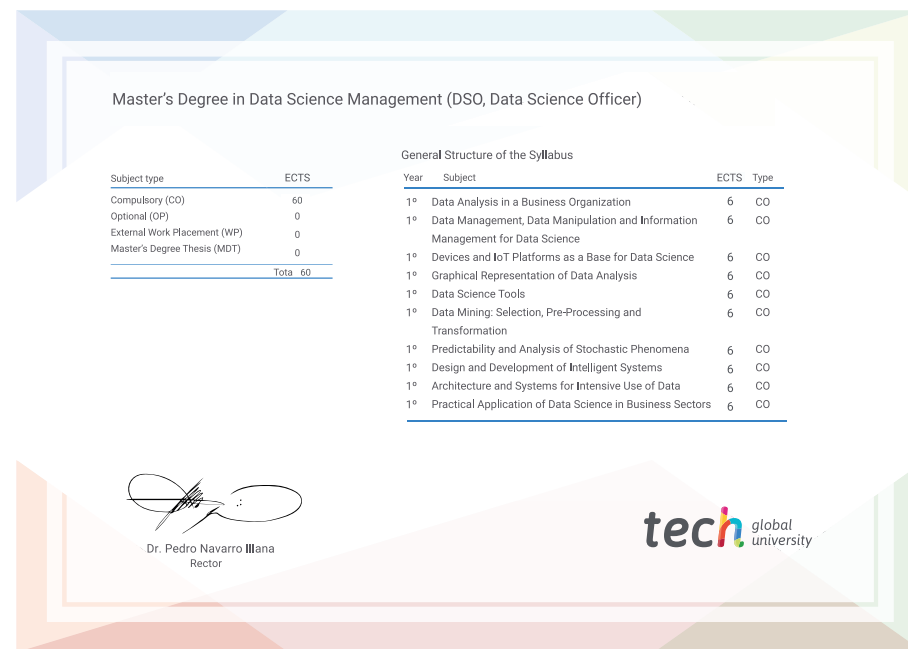 Master's Degree in Data Science Management (DSO, Data Science Officer)
Subject type ECTS
Compulsory (CO) 60
Optional (OP) 0
External Work Placement (WP) 0
Master's Degree Thesis (MDT) 0
Tota 60
General Structure of the Syllabus
Year Subject ECTS Type
1º Data Analysis in a Business Organization 6 CO
1º Data Management, Data Manipulation and Information 6 CO
Management for Data Science
1º Devices and IoT Platforms as a Base for Data Science 6 CO
1º Graphical Representation of Data Analysis 6 CO
1º Data Science Tools 6 CO
1º Data Mining: Selection, Pre-Processing and 6 CO
Transformation
1º Predictability and Analysis of Stochastic Phenomena 6 CO
1º Design and Development of Intelligent Systems 6 CO
1º Architecture and Systems for Intensive Use of Data 6 CO
1º Practical Application of Data Science in Business Sectors 6 CO
Dr. Pedro Navarro Illana
Rector
tech global
university